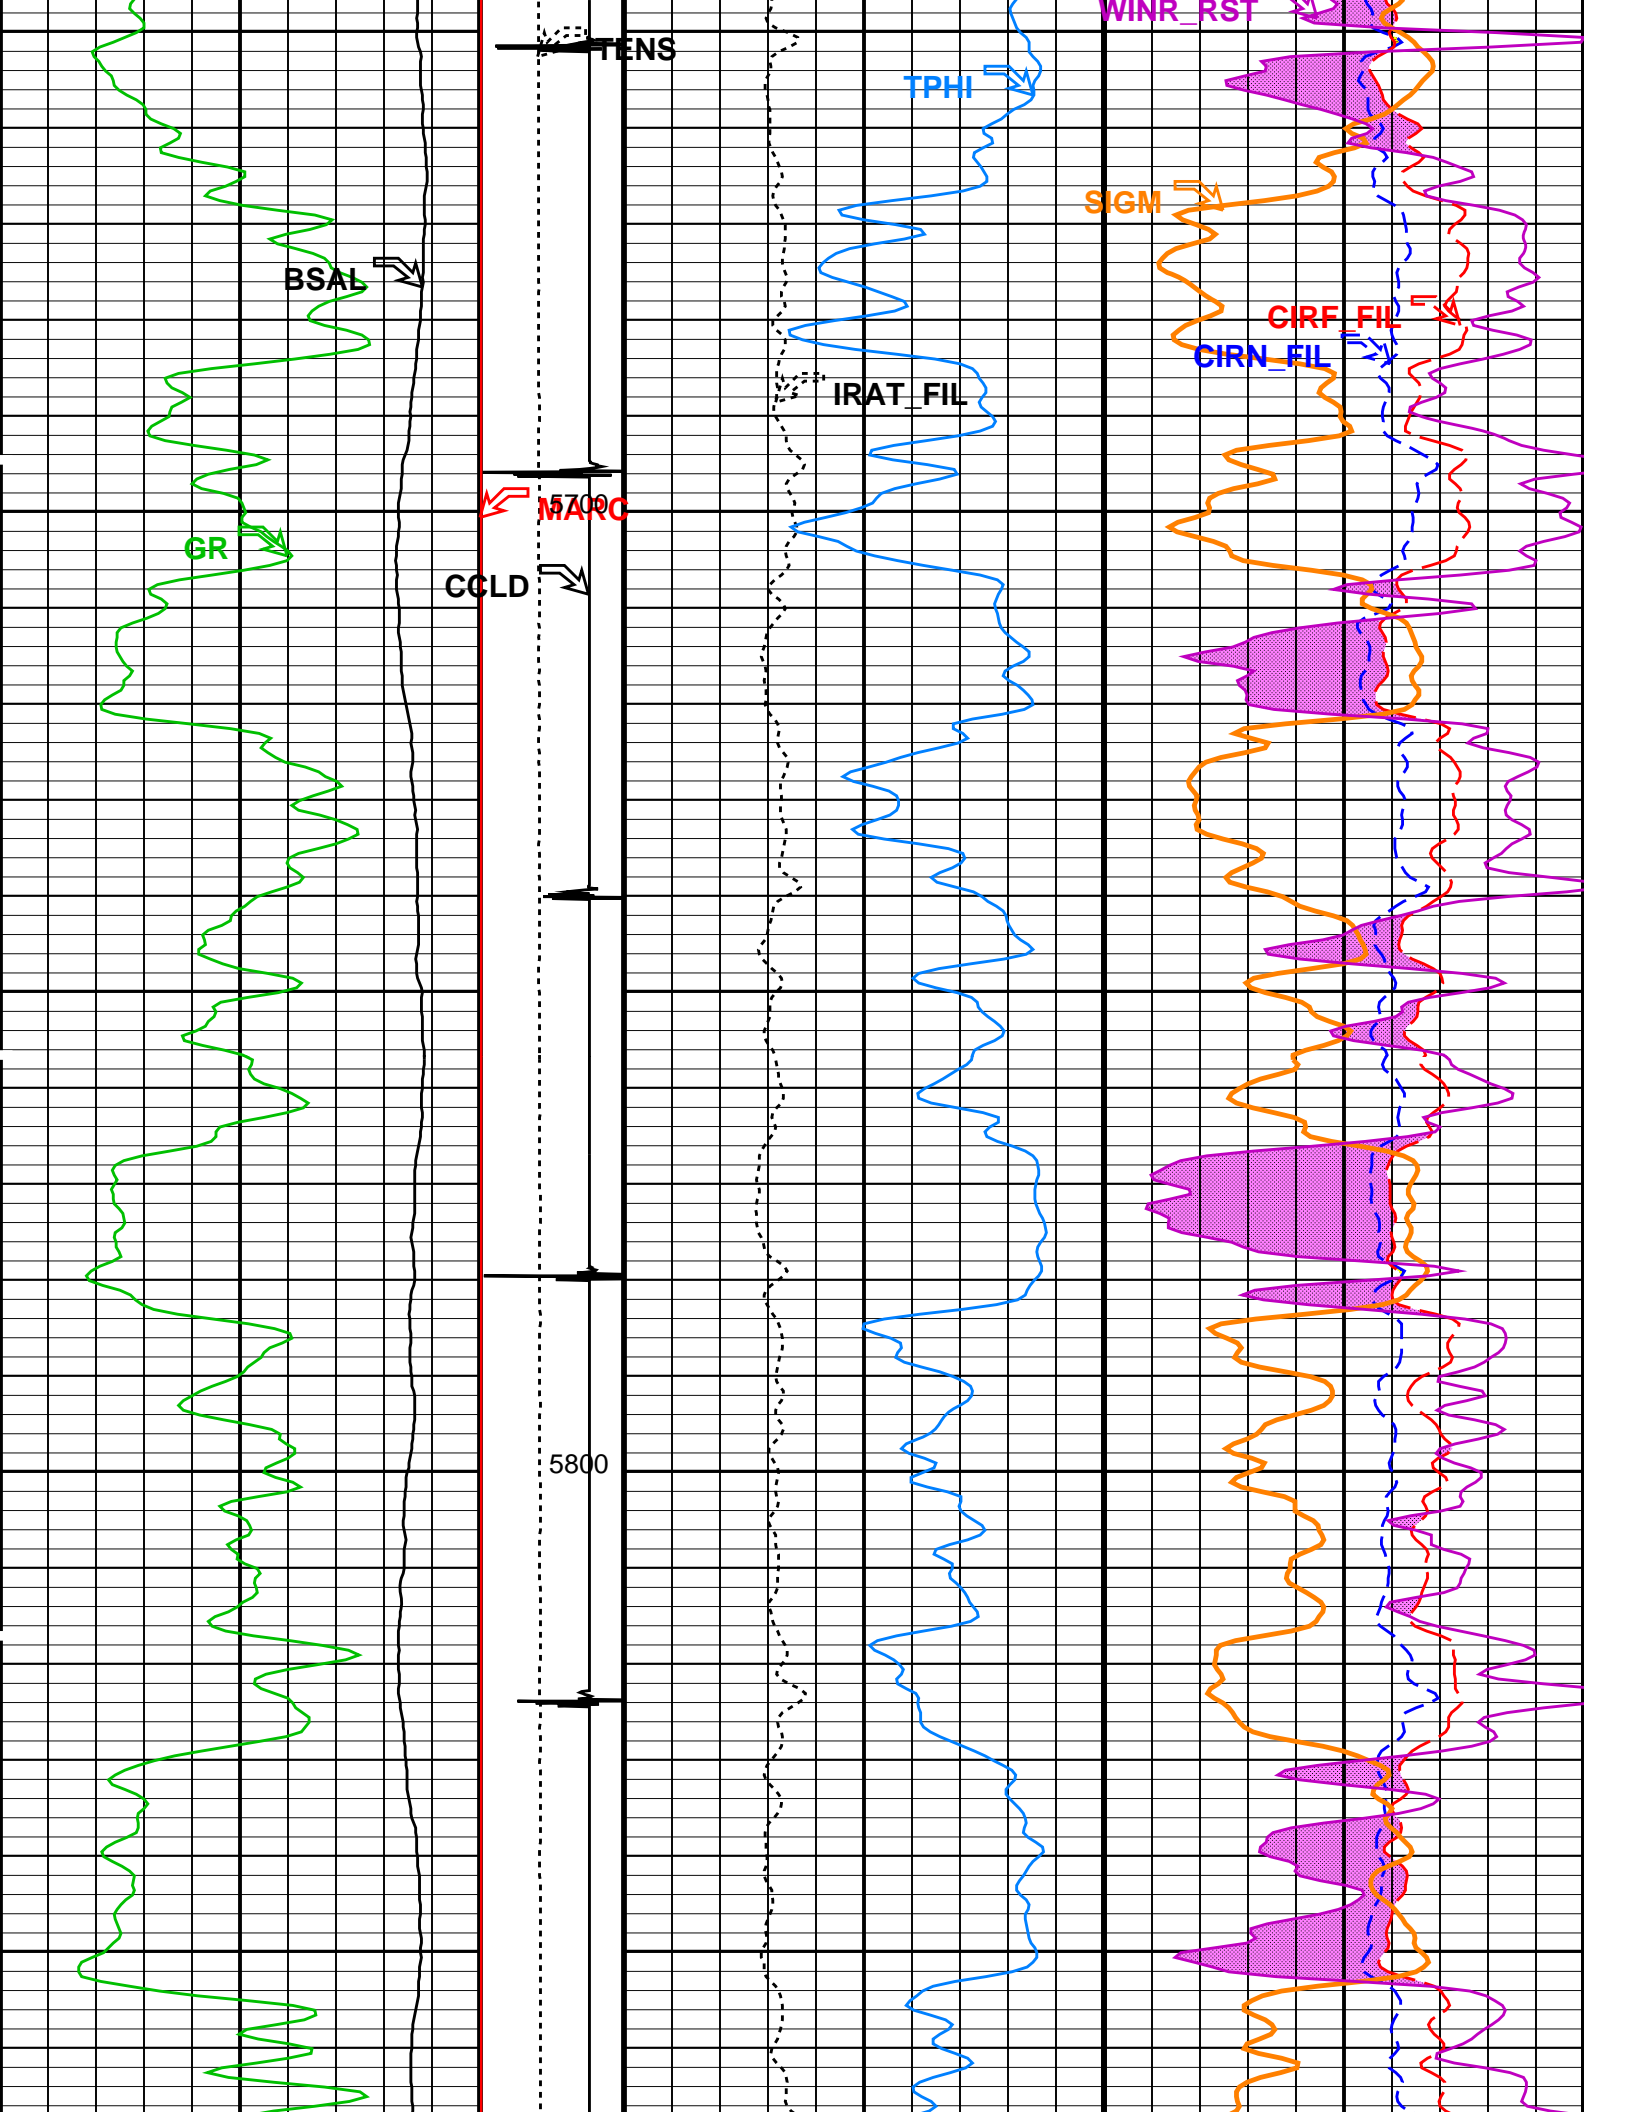 WINR_RST
TENS
TPHI
SIGM
BSAL
CIRF_FIL
CIRN_FIL
IRAT_FIL
5700
MARC
GR
CCLD
5800